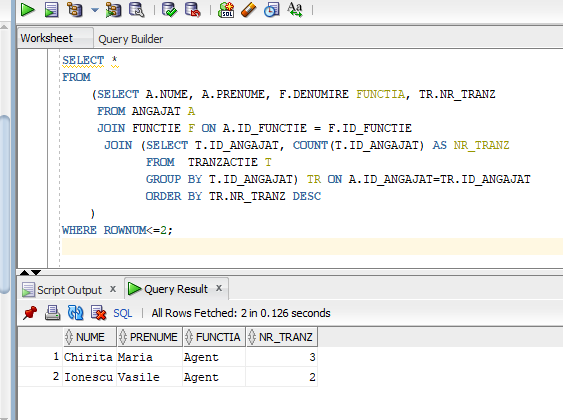 SQL
Aa
Worksheet Query Builder
SELECT *
FROM
(SELECT A.NUME, A.PRENUME, F.DENUMIRE FUNCTIA, TR.NR_TRANZ
FROM ANGAJAT A
JOIN FUNCTIE F ON A.ID_FUNCTIE = F.ID_FUNCTIE
JOIN (SELECT T.ID_ANGAJAT, COUNT(T.ID_ANGAJAT) AS NR_TRANZ
FROM TRANZACTIE T
GROUP BY T.ID_ANGAJAT) TR ON A.ID_ANGAJAT=TR.ID_ANGAJAT
ORDER BY TR.NR_TRANZ DESC
)
WHERE ROWNUM<=2;
Script Output x Query Result x
SQL | All Rows Fetched: 2 in 0.126 seconds
NUME PRENUME FUNCTIA NR_TRANZ
1 Chirita Maria Agent 3
2 Ionescu Vasile Agent 2